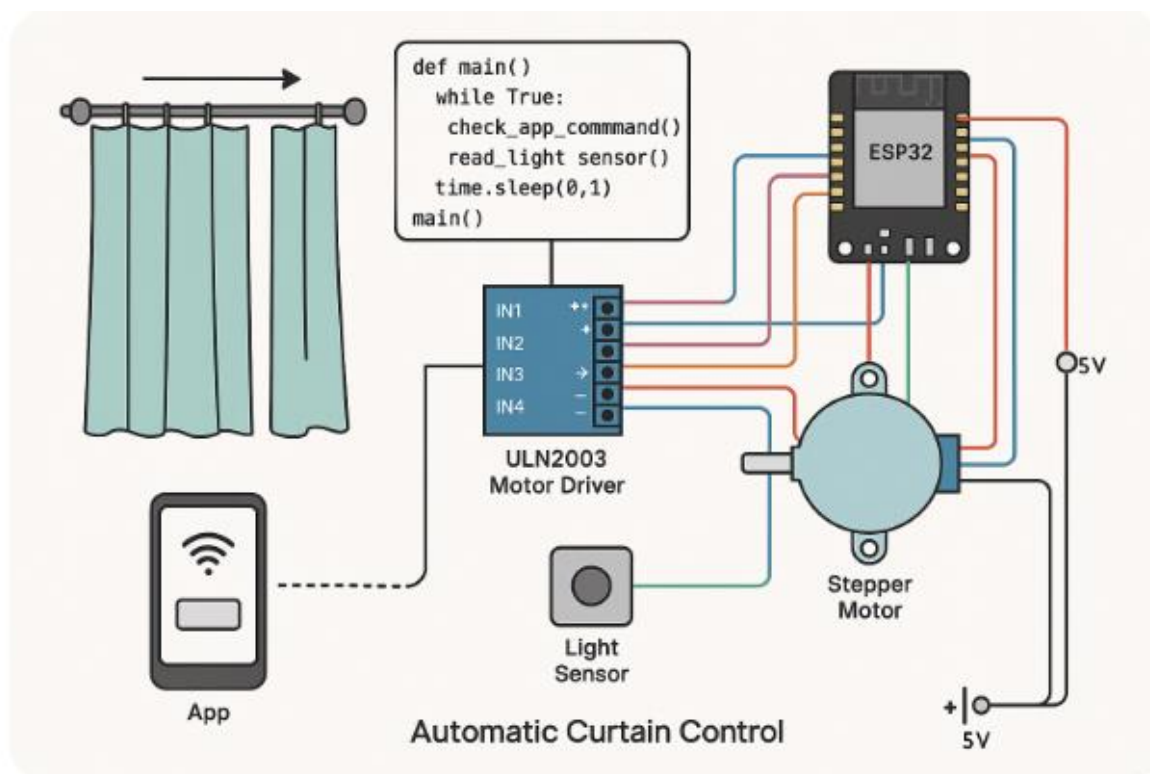 def main()
while True:
check_app_commmand()
read_light sensor()
time.sleep(0,1)
main()
ESP32
IN1
IN2
IN3
IN4
5V
ULN2003
Motor Driver
Stepper
Motor
Light
Sensor
App
+
5V
Automatic Curtain Control